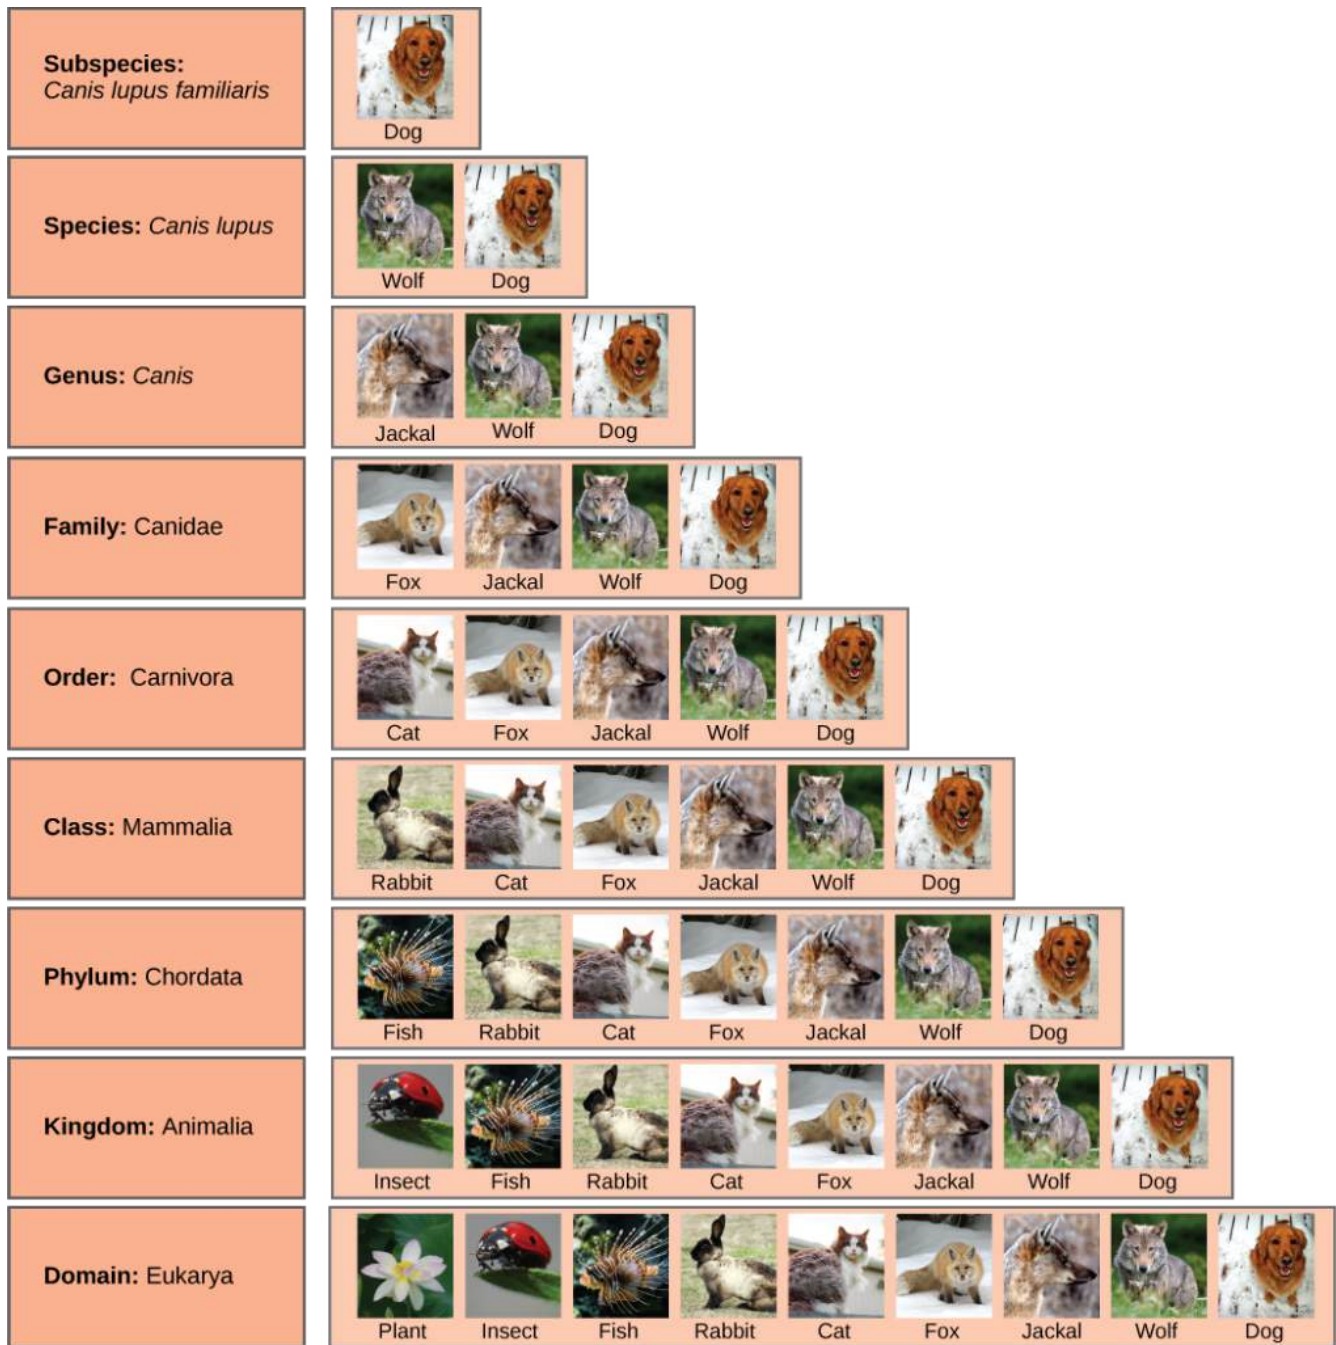 Subspecies:
Canis lupus familiaris
Dog
Species: Canis lupus
Wolf Dog
Genus: Canis
Jackal Wolf Dog
Family: Canidae
Fox Jackal Wolf Dog
Order: Carnivora
Cat Fox Jackal Wolf Dog
Class: Mammalia
Rabbit Cat Fox Jackal Wolf Dog
Phylum: Chordata
Fish Rabbit Cat Fox Jackal Wolf Dog
Kingdom: Animalia
Insect Fish Rabbit Cat Fox Jackal Wolf Dog
Domain: Eukarya
Plant Insect Fish Rabbit Cat Fox Jackal Wolf Dog